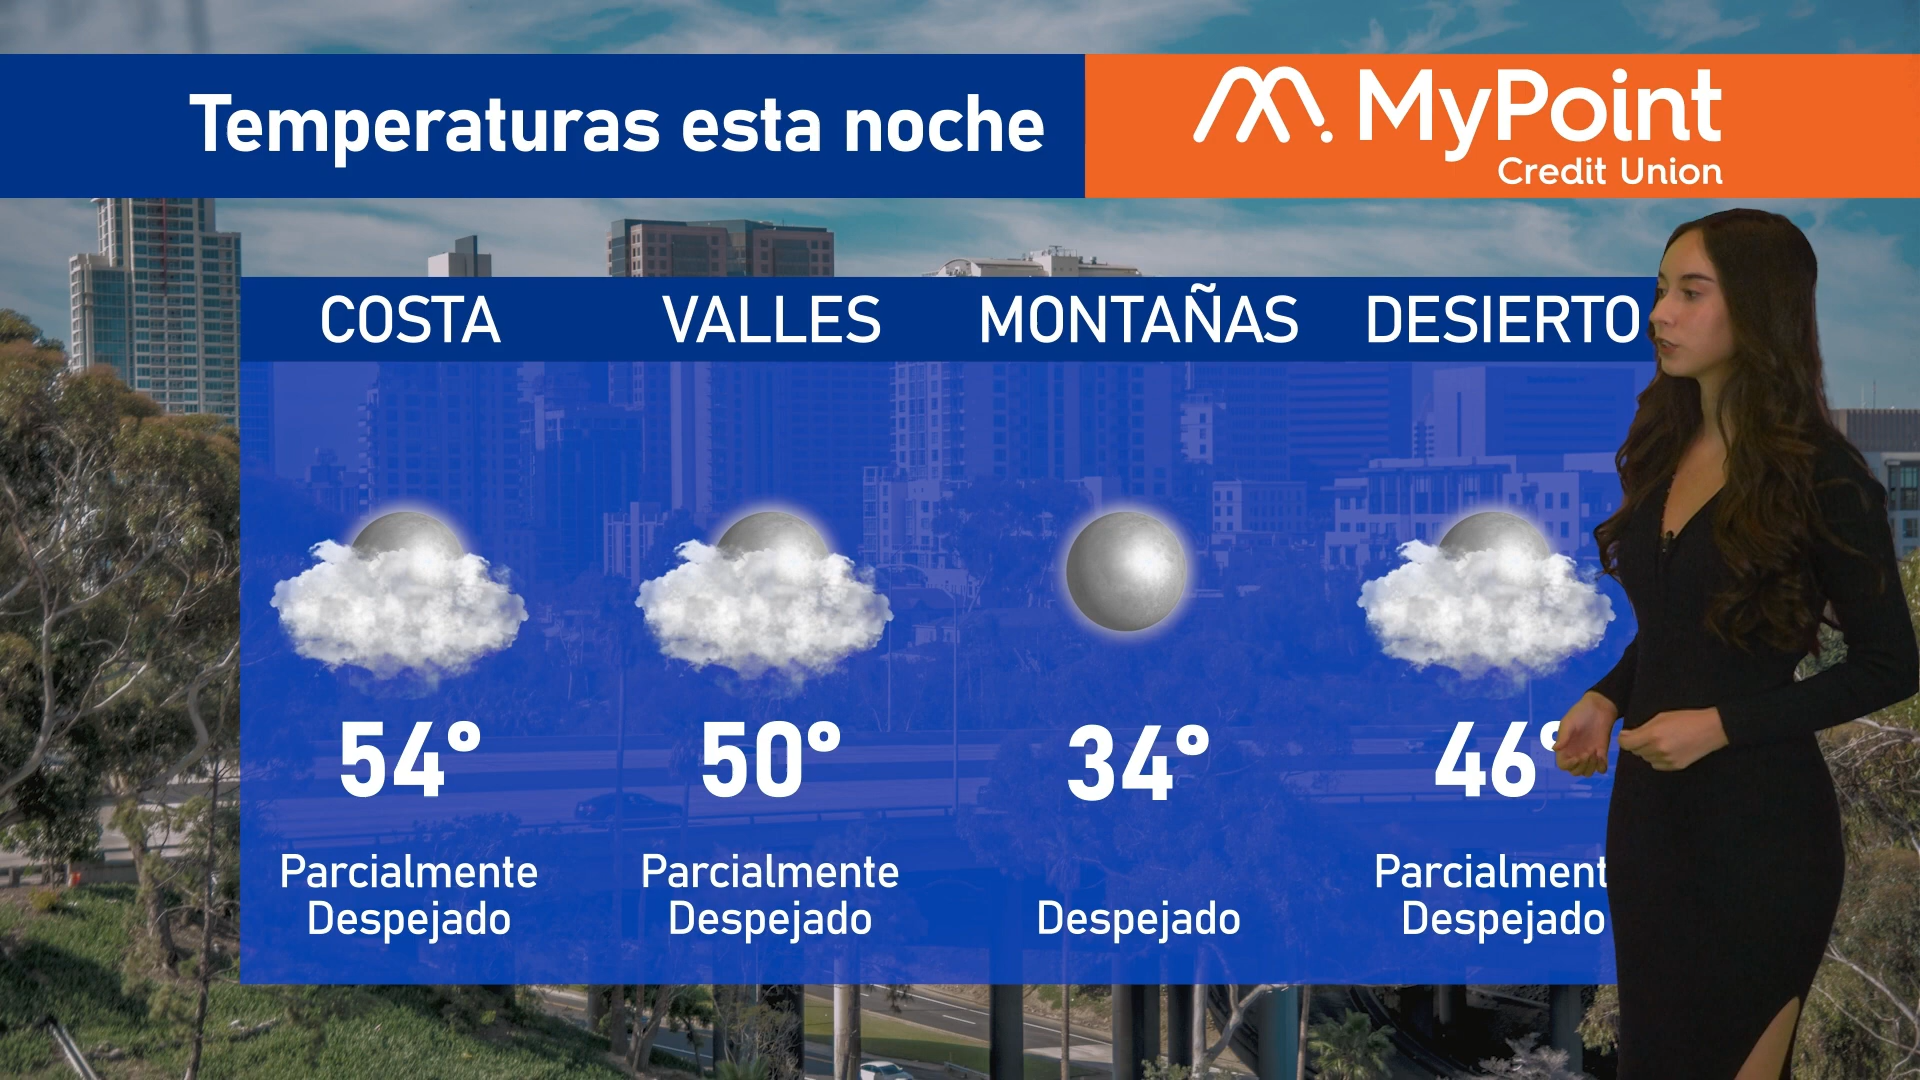 Temperaturas esta noche
MyPoint
Credit Union
COSTA VALLES MONTAÑAS DESIERTO
54° 50° 34° 46°
Parcialmente Parcialmente Parcialment
Despejado Despejado Despejado Despejado